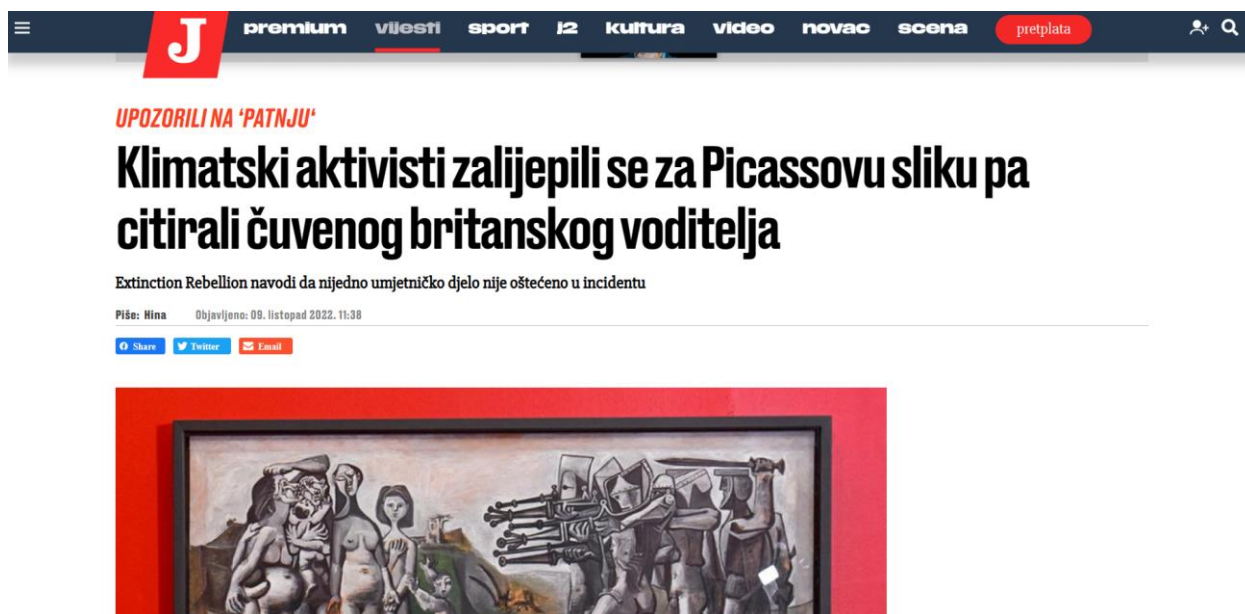 J
premium vijesti sport j2 kultura video novac scena pretplata
UPOZORILI NA ‘PATNJU‘
Klimatski aktivisti zalijepili se za Picassovu sliku pa
citirali čuvenog britanskog voditelja
Extinction Rebellion navodi da nijedno umjetničko djelo nije oštećeno u incidentu
Piše: Hina Objavljeno: 09. listopad 2022. 11:38
Share Twitter Email